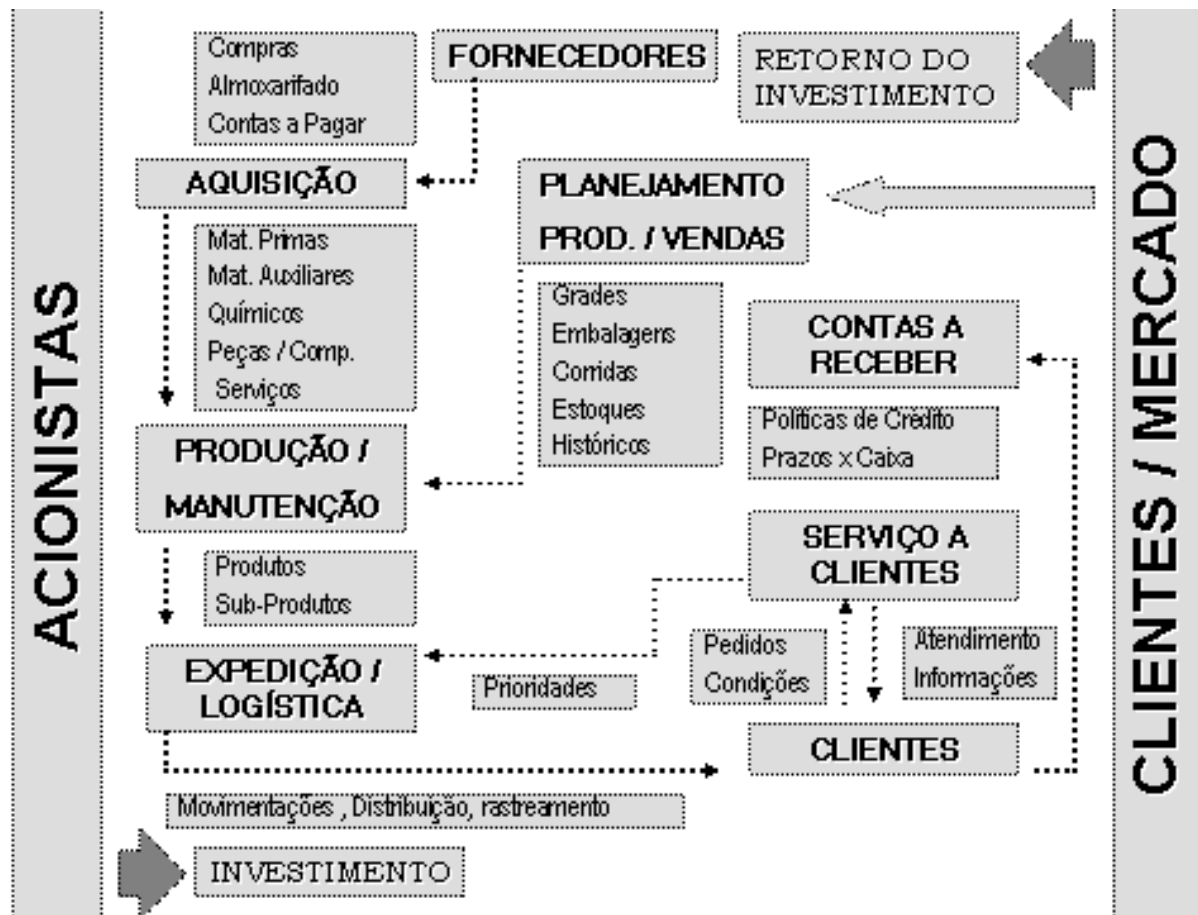 ACIONISTAS
Compras
Almoxarifado
Contas a Pagar
FORNECEDORES
RETORNO DO
INVESTIMENTO
AQUISIÇÃO
PLANEJAMENTO
PROD. / VENDAS
Mat. Primas
Mat. Auxiliares
Químicos
Peças / Comp.
Serviços
Grades
Embalagens
Corridas
Estoques
Históricos
CONTAS A
RECEBER
Políticas de Crédito
Prazos x Caixa
PRODUÇÃO /
MANUTENÇÃO
SERVIÇO A
CLIENTES
Produtos
Sub-Produtos
Pedidos
Condições
Atendimento
Informações
EXPEDIÇÃO /
LOGÍSTICA
Prioridades
CLIENTES
Movimentações , Distribuição, rastreamento
INVESTIMENTO
CLIENTES / MERCADO